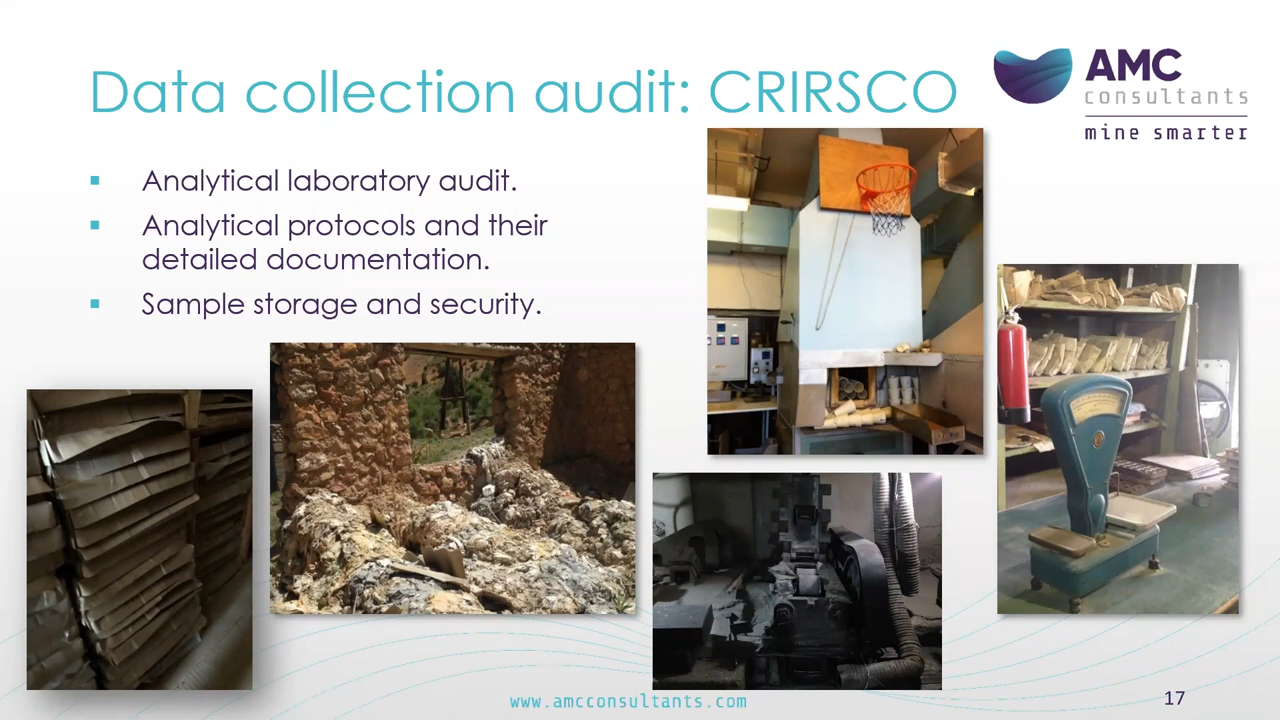 Data collection audit: CRIRSCO
AMC
consultants
mine smarter
▪ Analytical laboratory audit.
▪ Analytical protocols and their
detailed documentation.
▪ Sample storage and security.
www.amcconsultants.com
17